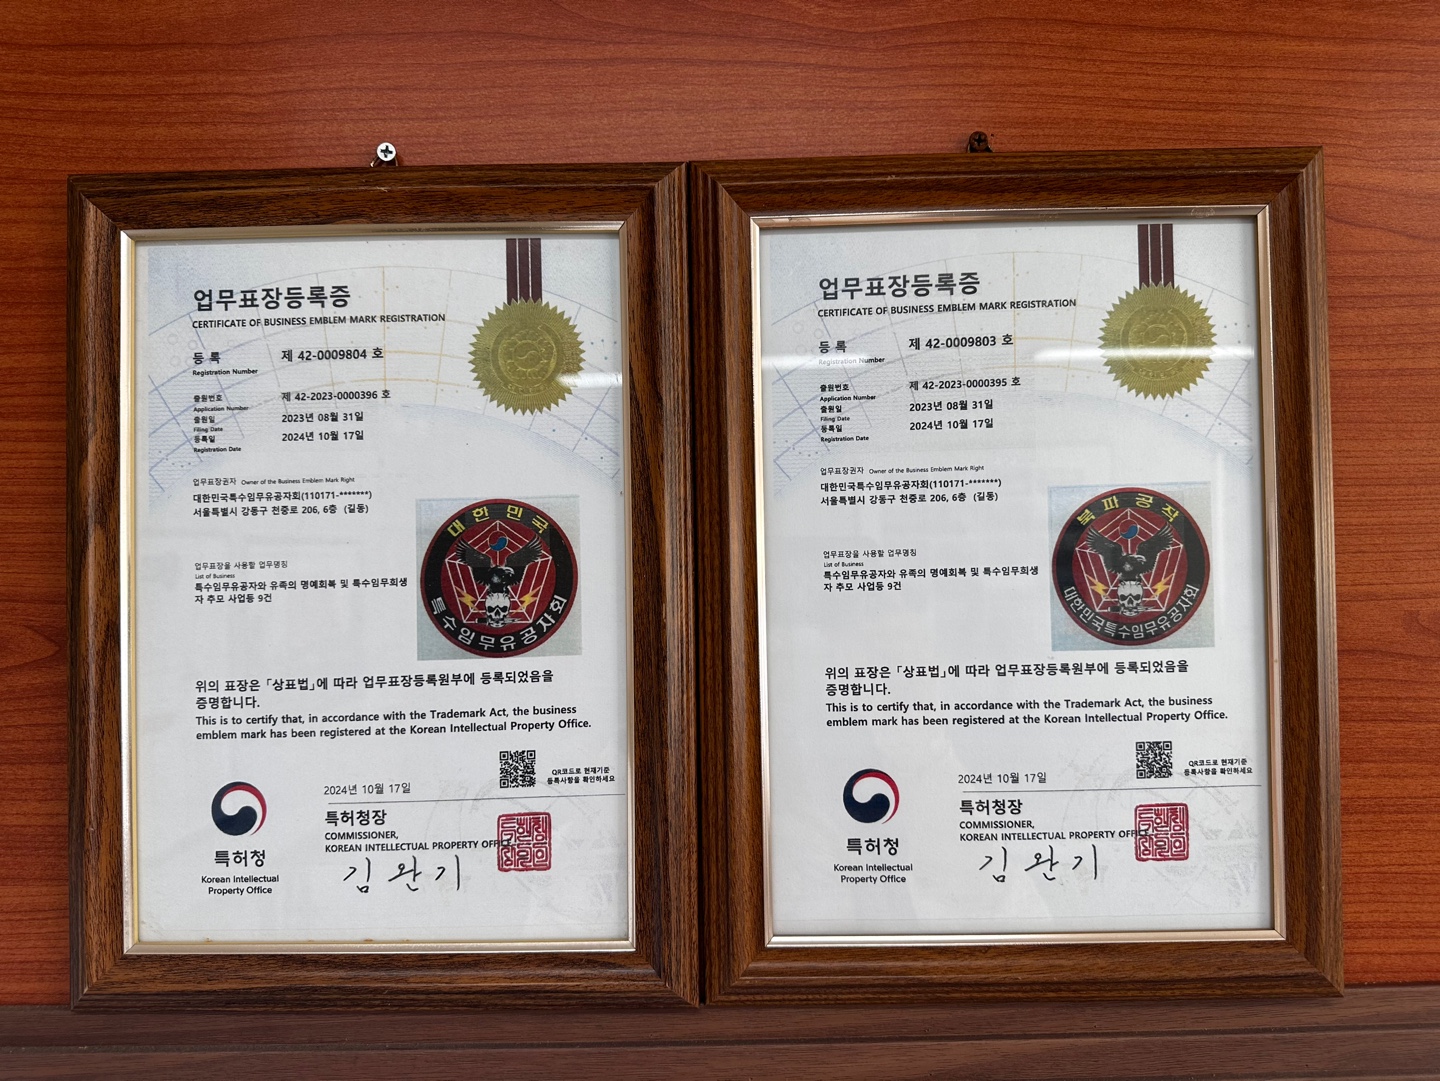 업무표장등록증
CERTIFICATE OF BUSINESS EMBLEM MARK REGISTRATION
등 록 제 42-0009804 호
Registration Number
출원번호 제 42-2023-0000396 호
Application Number
출원일 2023년 08월 31일
Filing Date
등록일 2024년 10월 17일
Registration Date
업무표장권자 Owner of the Business Emblem Mark Right
대한민국특수임무유공자회(110171-*******)
서울특별시 강동구 천중로 206, 6층 (길동)
업무표장을 사용할 업무명칭
List of Business
특수임무유공자와 유족의 명예회복 및 특수임무희생
자 추모 사업등 9건
대한민국
특수임무유공자회
위의 표장은 「상표법」에 따라 업무표장등록원부에 등록되었음을
증명합니다.
This is to certify that, in accordance with the Trademark Act, the business
emblem mark has been registered at the Korean Intellectual Property Office.
QR코드로 현재기준
등록사항을 확인하세요
2024년 10월 17일
특허청장
COMMISSIONER,
KOREAN INTELLECTUAL PROPERTY OFFICE
김완기
특허청
Korean Intellectual
Property Office
업무표장등록증
CERTIFICATE OF BUSINESS EMBLEM MARK REGISTRATION
등 록 제 42-0009803 호
Registration Number
출원번호 제 42-2023-0000395 호
Application Number
출원일 2023년 08월 31일
Filing Date
등록일 2024년 10월 17일
Registration Date
업무표장권자 Owner of the Business Emblem Mark Right
대한민국특수임무유공자회(110171-*******)
서울특별시 강동구 천중로 206, 6층 (길동)
업무표장을 사용할 업무명칭
List of Business
특수임무유공자와 유족의 명예회복 및 특수임무희생
자 추모 사업등 9건
북파공작
대한민국특수임무유공자회
위의 표장은 「상표법」에 따라 업무표장등록원부에 등록되었음을
증명합니다.
This is to certify that, in accordance with the Trademark Act, the business
emblem mark has been registered at the Korean Intellectual Property Office.
QR코드로 현재기준
등록사항을 확인하세요
2024년 10월 17일
특허청장
COMMISSIONER,
KOREAN INTELLECTUAL PROPERTY OFFICE
김완기
특허청
Korean Intellectual
Property Office